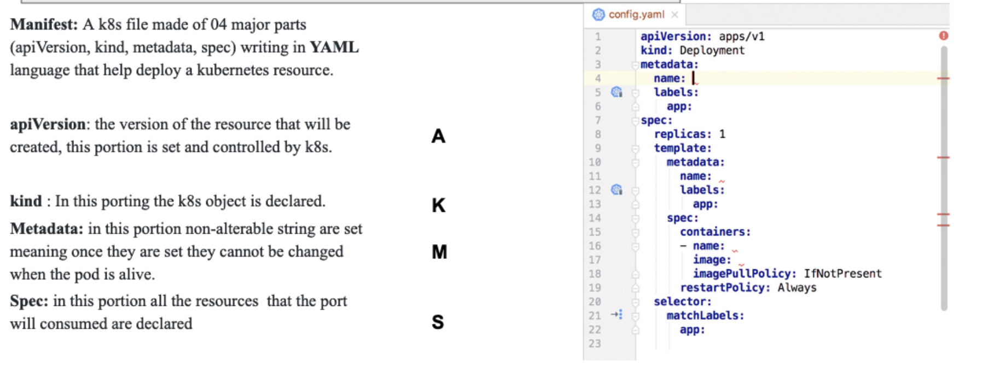 Manifest: A k8s file made of 04 major parts
(apiVersion, kind, metadata, spec) writing in YAML
language that help deploy a kubernetes resource.
apiVersion: the version of the resource that will be
created, this portion is set and controlled by k8s.
A
kind : In this porting the k8s object is declared.
K
Metadata: in this portion non-alterable string are set
meaning once they are set they cannot be changed
when the pod is alive.
M
Spec: in this portion all the resources that the port
will consumed are declared
S
config.yaml
1 apiVersion: apps/v1
2 kind: Deployment
3 metadata:
4   name:
5   labels:
6     app:
7 spec:
8   replicas: 1
9   template:
10     metadata:
11       name:
12       labels:
13         app:
14     spec:
15       containers:
16       - name:
17         image:
18         imagePullPolicy: IfNotPresent
19       restartPolicy: Always
20   selector:
21     matchLabels:
22       app:
23